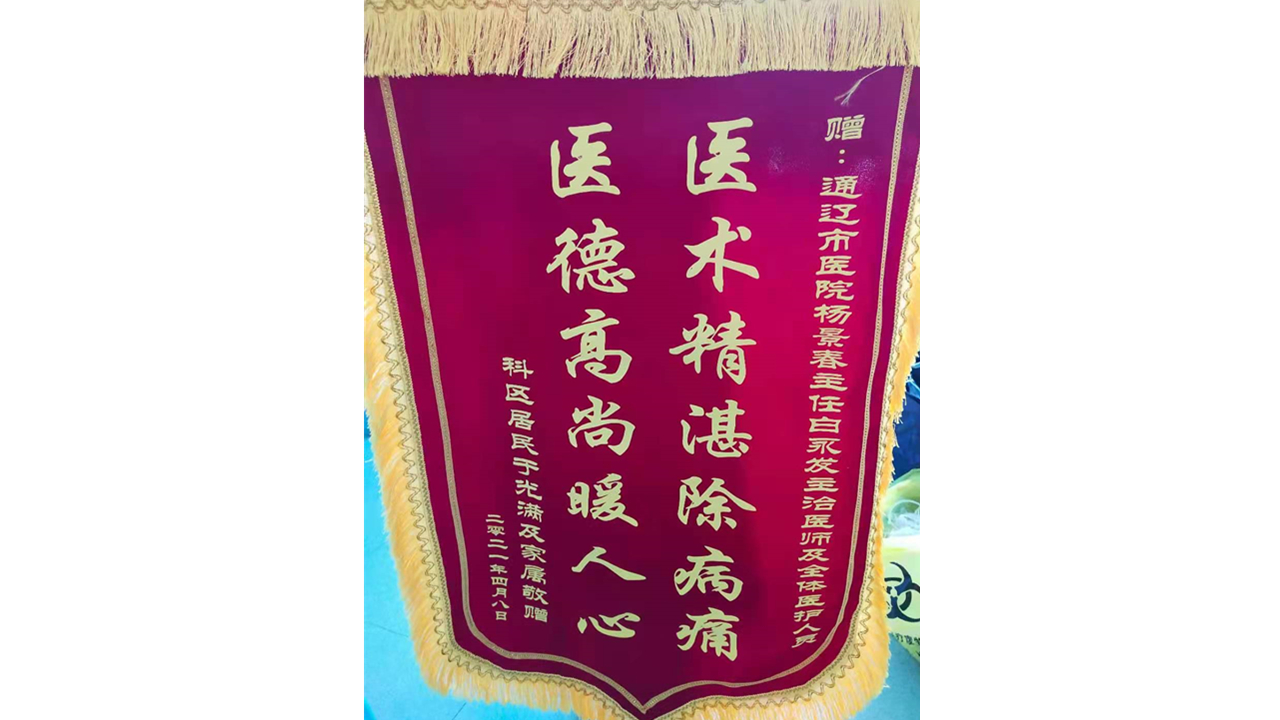 赠：通辽市医院杨景春主任白永发主治医师及全体医护人员
医术精湛除病痛
医德高尚暖人心
科区居民于光满及家属敬赠
二零二一年四月八日